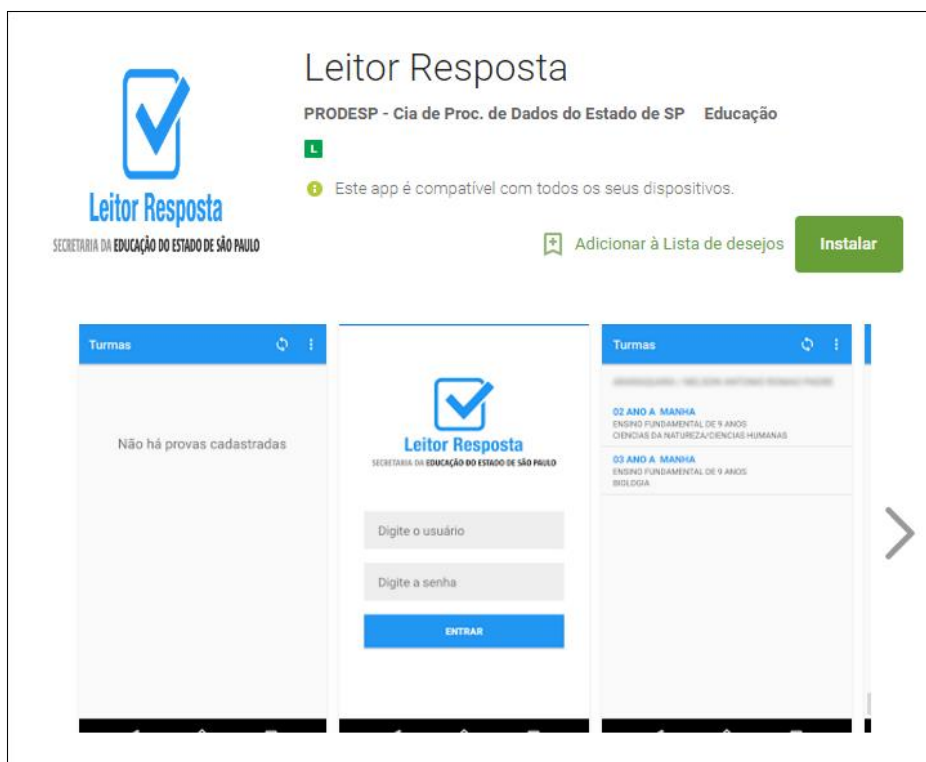 Leitor Resposta
PRODESP - Cia de Proc. de Dados do Estado de SP Educação
L
Este app é compatível com todos os seus dispositivos.
Leitor Resposta
SECRETARIA DA EDUCAÇÃO DO ESTADO DE SÃO PAULO
Adicionar à Lista de desejos
Instalar
Turmas
Não há provas cadastradas
Leitor Resposta
SECRETARIA DA EDUCAÇÃO DO ESTADO DE SÃO PAULO
Digite o usuário
Digite a senha
ENTRAR
Turmas
02 ANO A MANHA
ENSINO FUNDAMENTAL DE 9 ANOS
CIENCIAS DA NATUREZA/CIENCIAS HUMANAS
03 ANO A MANHA
ENSINO FUNDAMENTAL DE 9 ANOS
BIOLOGIA